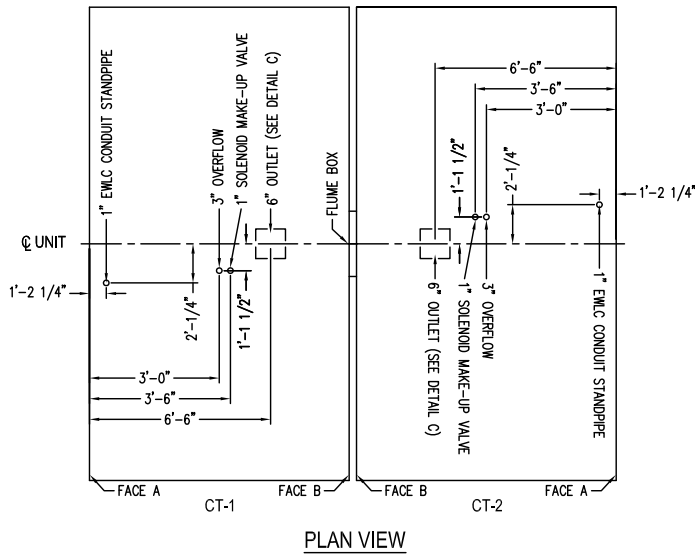 1" EWLC CONDUIT STANDPIPE
3" OVERFLOW
1" SOLENOID MAKE-UP VALVE
6" OUTLET (SEE DETAIL C)
FLUME BOX
℄ UNIT
1'-2 1/4"
2'-1/4"
1'-1 1/2"
3'-0"
3'-6"
6'-6"
FACE A
CT-1
FACE B
6'-6"
3'-6"
3'-0"
1'-1 1/2"
2'-1/4"
1'-2 1/4"
6" OUTLET (SEE DETAIL C)
1" SOLENOID MAKE-UP VALVE
3" OVERFLOW
1" EWLC CONDUIT STANDPIPE
FACE B
CT-2
FACE A
PLAN VIEW